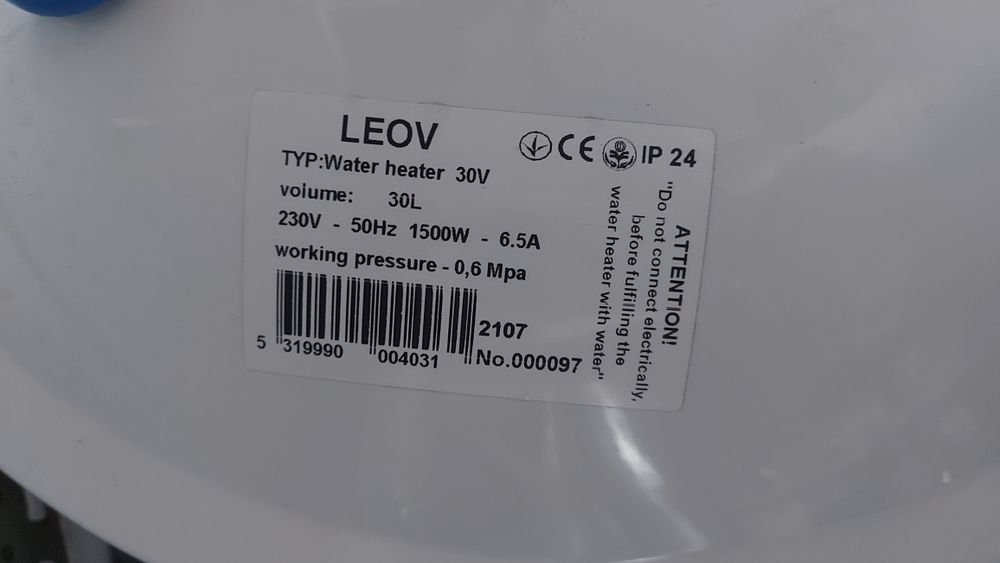 LEOV
CE
IP 24
TYP:Water heater 30V
volume: 30L
230V - 50Hz 1500W - 6.5A
working pressure - 0,6 Mpa
2107
5 319990 004031
No.000097
ATTENTION!
"Do not connect electrically,
before fulfilling the
water heater with water"